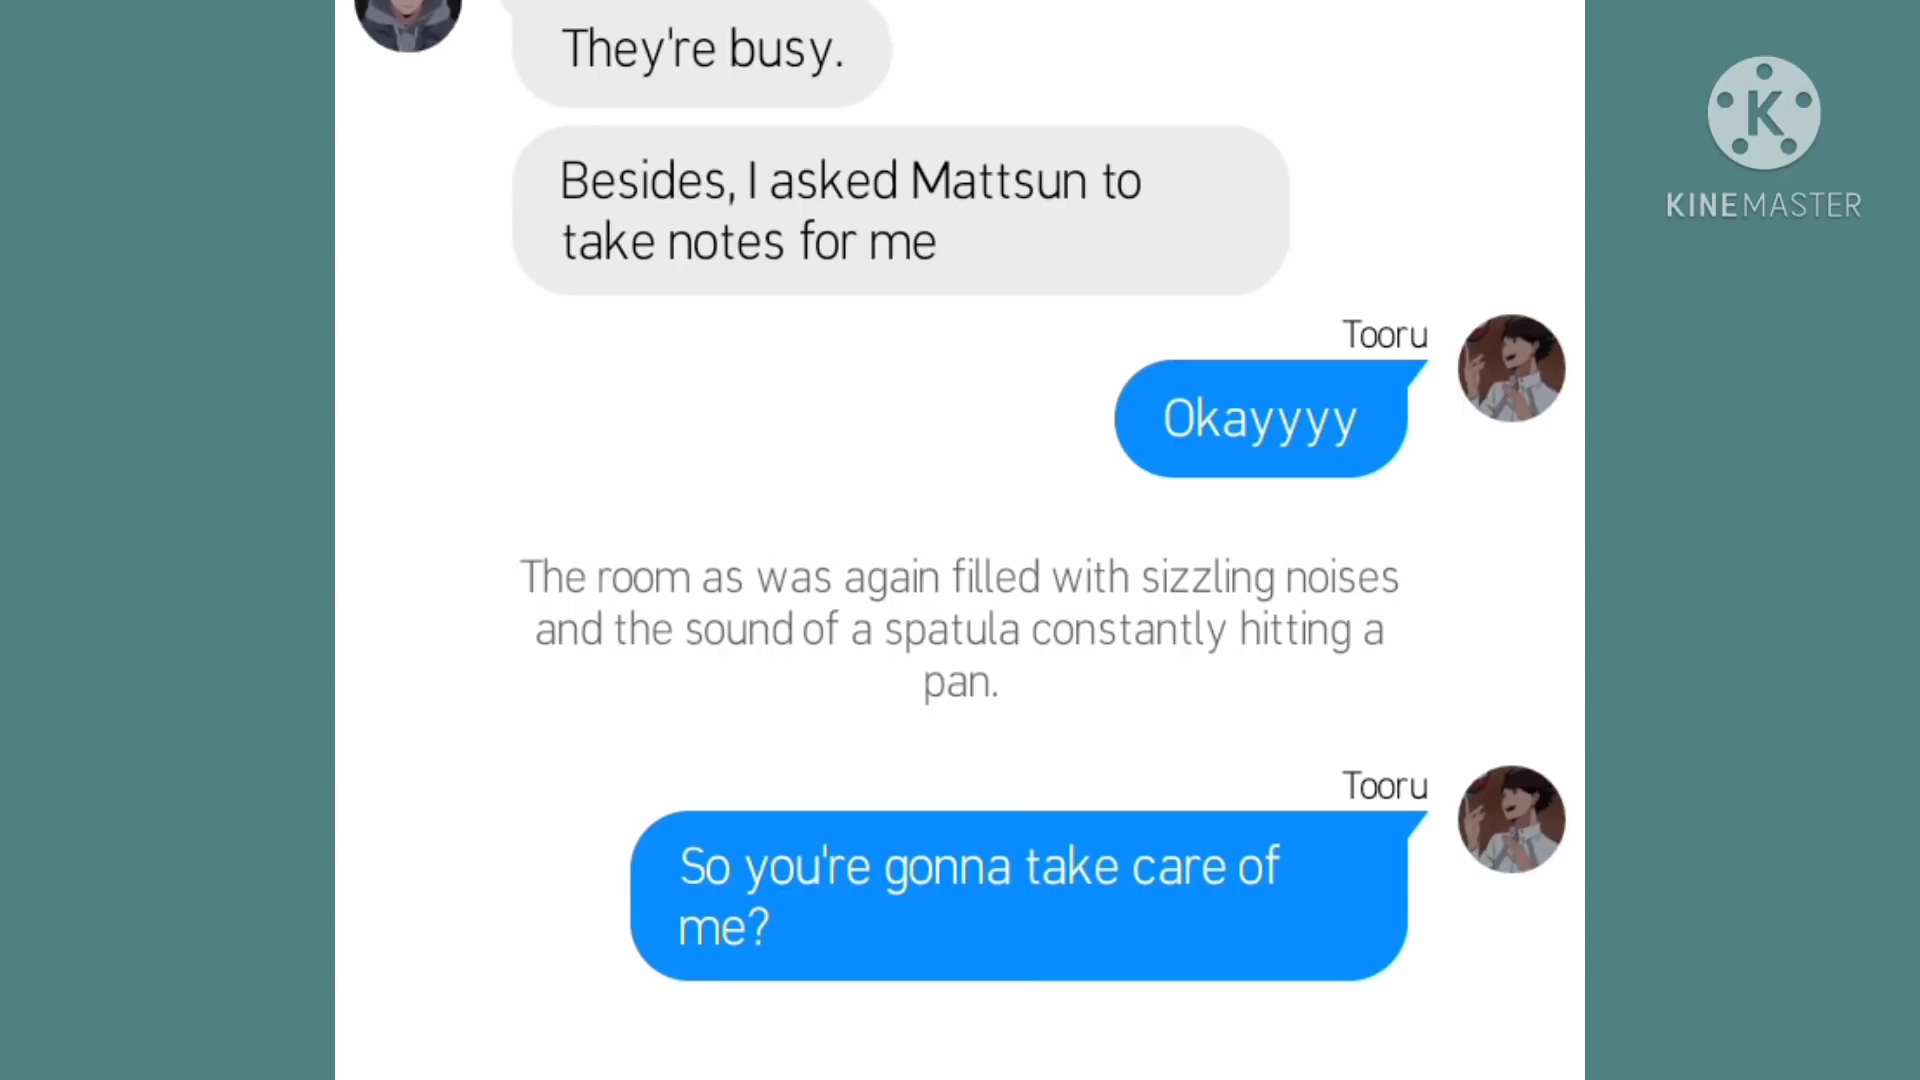 They're busy.
Besides, I asked Mattsun to
take notes for me
Tooru
Okayyyy
The room as was again filled with sizzling noises
and the sound of a spatula constantly hitting a
pan.
Tooru
So you're gonna take care of
me?
K
KINEMASTER